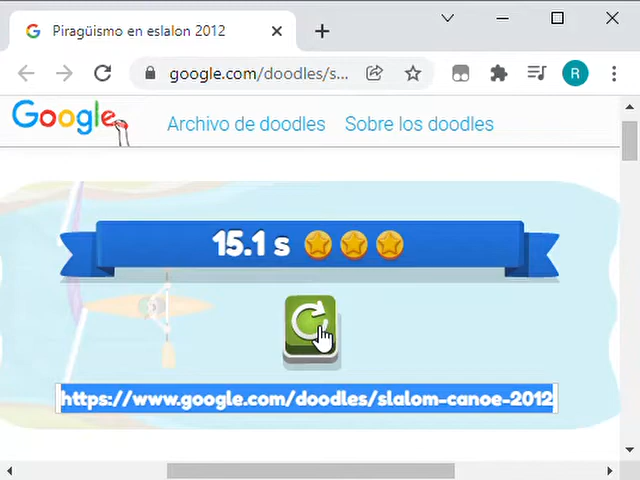 Piragüismo en eslalon 2012
google.com/doodles/s...
R
Google
Archivo de doodles
Sobre los doodles
15.1 s
https://www.google.com/doodles/slalom-canoe-2012